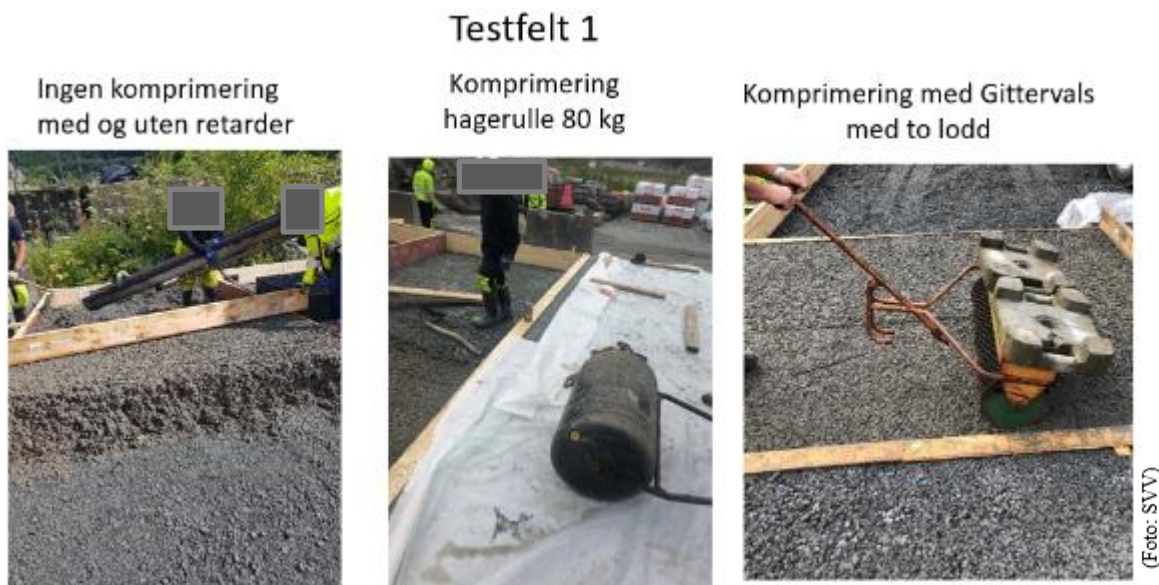 Testfelt 1
Ingen komprimering
med og uten retarder
Komprimering
hagerulle 80 kg
Komprimering med Gittervals
med to lodd
(Foto: SVV)